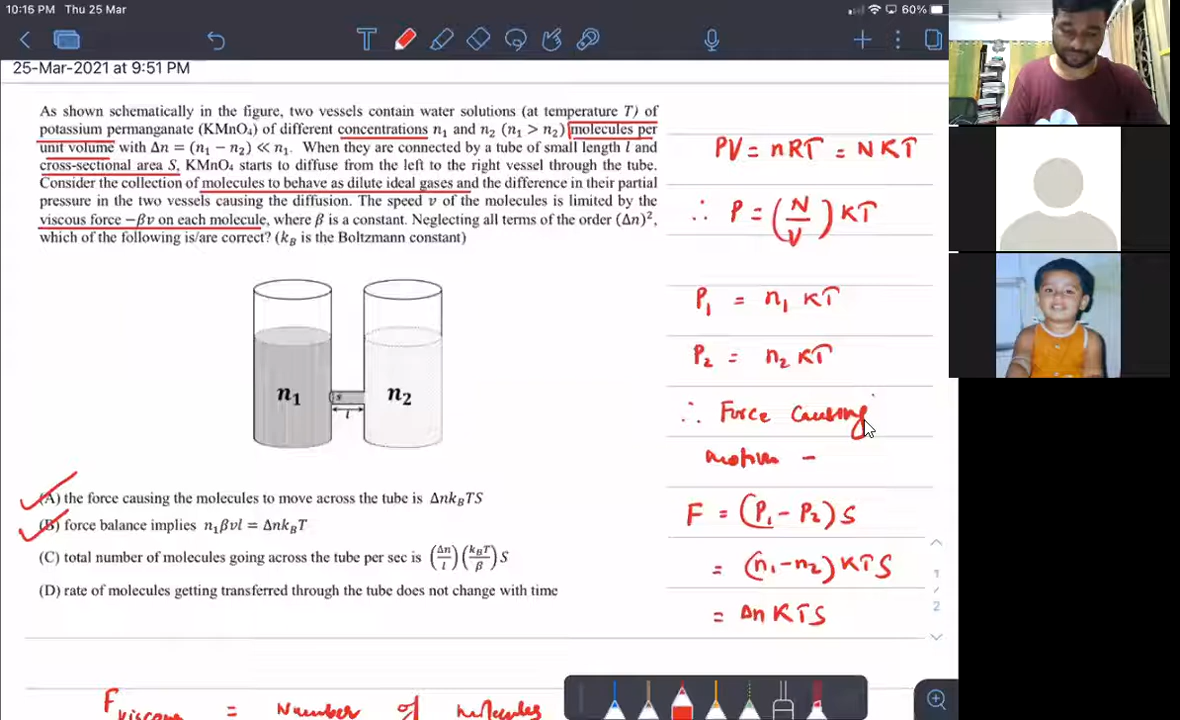 10:15 PM Thu 25 Mar
60%
25-Mar-2021 at 9:51 PM
As shown schematically in the figure, two vessels contain water solutions (at temperature T) of
potassium permanganate (KMnO₄) of different concentrations n₁ and n₂ (n₁ > n₂) molecules per
unit volume with Δn = (n₁ − n₂) ≪ n₁. When they are connected by a tube of small length l and
cross-sectional area S, KMnO₄ starts to diffuse from the left to the right vessel through the tube.
Consider the collection of molecules to behave as dilute ideal gases and the difference in their partial
pressure in the two vessels causing the diffusion. The speed v of the molecules is limited by the
viscous force −βv on each molecule, where β is a constant. Neglecting all terms of the order (Δn)²,
which of the following is/are correct? (k_B is the Boltzmann constant)
n₁
s
n₂
l
(A) the force causing the molecules to move across the tube is Δnk_BTS
(B) force balance implies n₁βvl = Δnk_BT
(C) total number of molecules going across the tube per sec is (Δn/l)(k_BT/β)S
(D) rate of molecules getting transferred through the tube does not change with time
PV = nRT = NKT
∴ P = (N/V)KT
P₁ = n₁ KT
P₂ = n₂ KT
∴ Force Causing
motion -
F = (P₁ - P₂) S
= (n₁-n₂) KTS
= Δn KTS
1
/
2
F viscous = Number of molecules